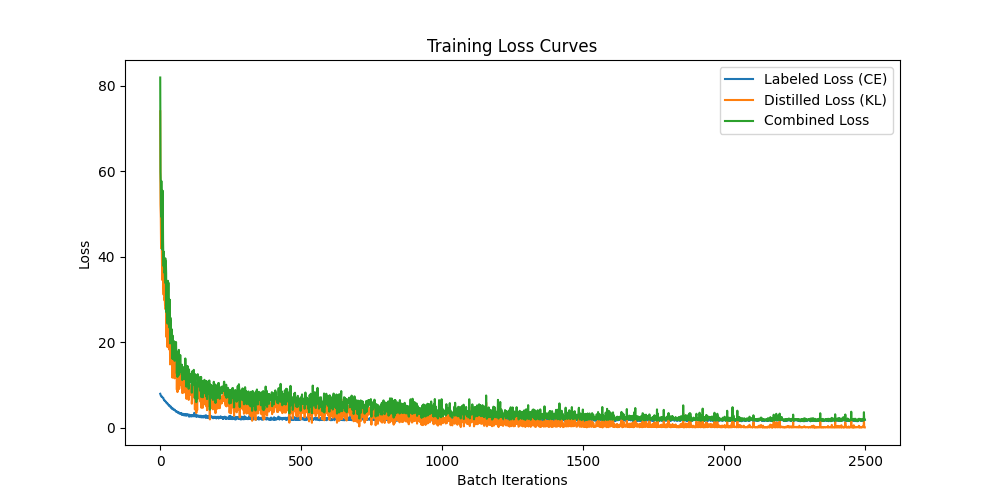 Training Loss Curves
Labeled Loss (CE)
Distilled Loss (KL)
Combined Loss
Loss
80
60
40
20
0
0 500 1000 1500 2000 2500
Batch Iterations